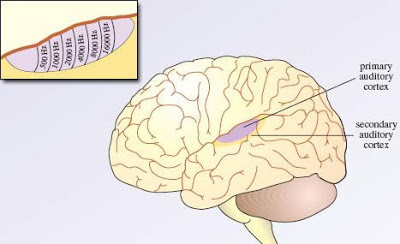 500 Hz
1000 Hz
2000 Hz
4000 Hz
8000 Hz
16000 Hz
primary
auditory
cortex
secondary
auditory
cortex